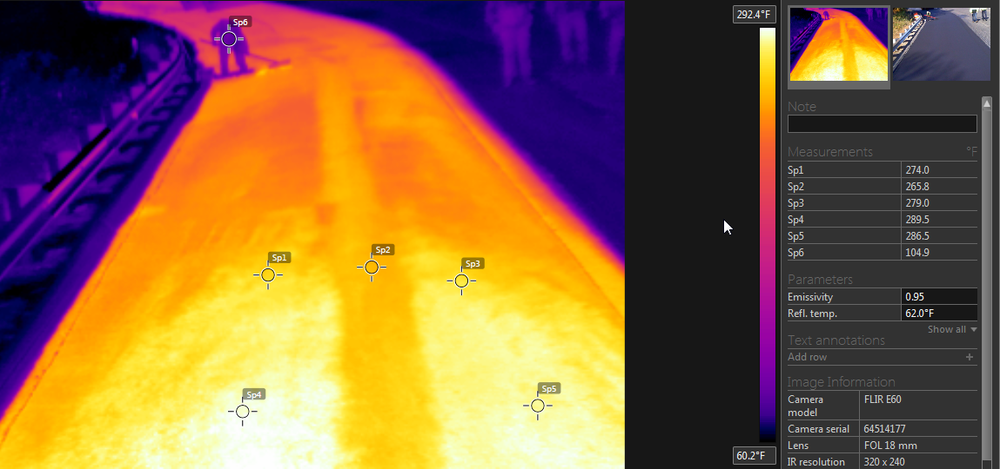 Sp6
292.4°F
Sp1
Sp2
Sp3
Sp4
Sp5
60.2°F
Note
Measurements °F
Sp1 274.0
Sp2 265.8
Sp3 279.0
Sp4 289.5
Sp5 286.5
Sp6 104.9
Parameters
Emissivity 0.95
Refl. temp. 62.0°F
Show all
Text annotations
Add row +
Image Information
Camera model FLIR E60
Camera serial 64514177
Lens FOL 18 mm
IR resolution 320 x 240